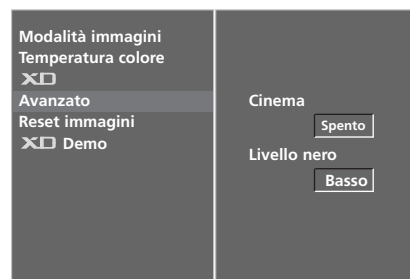 Modalità immagini
Temperatura colore
XD
Avanzato
Reset immagini
XD Demo
Cinema
Spento
Livello nero
Basso